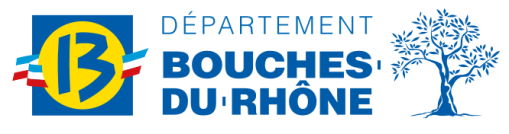 13
DÉPARTEMENT
BOUCHES·
DU·RHÔNE